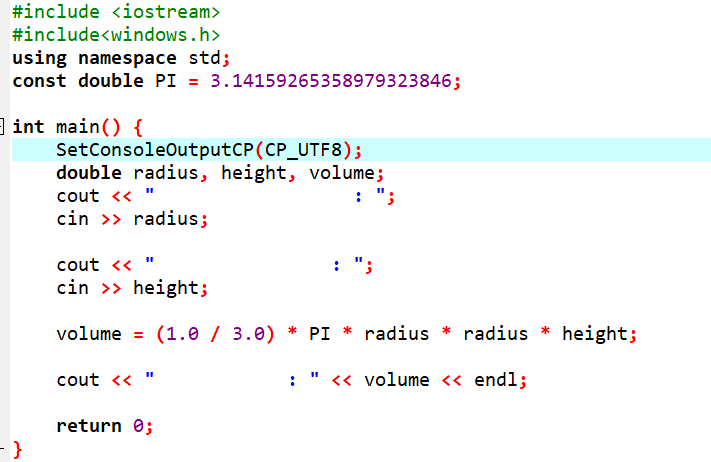 #include <iostream>
#include<windows.h>
using namespace std;
const double PI = 3.14159265358979323846;
int main() {
SetConsoleOutputCP(CP_UTF8);
double radius, height, volume;
cout << "                  : ";
cin >> radius;
cout << "                : ";
cin >> height;
volume = (1.0 / 3.0) * PI * radius * radius * height;
cout << "            : " << volume << endl;
return 0;
}